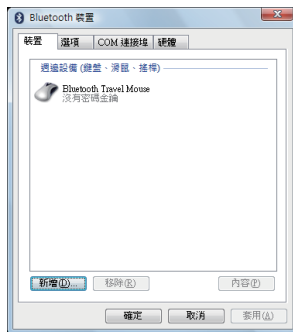 Bluetooth 裝置
裝置 選項 COM 連接埠 硬體
週邊設備 (鍵盤、滑鼠、搖桿)
Bluetooth Travel Mouse
沒有密碼金鑰
新增(D)... 移除(R) 內容(P)
確定 取消 套用(A)